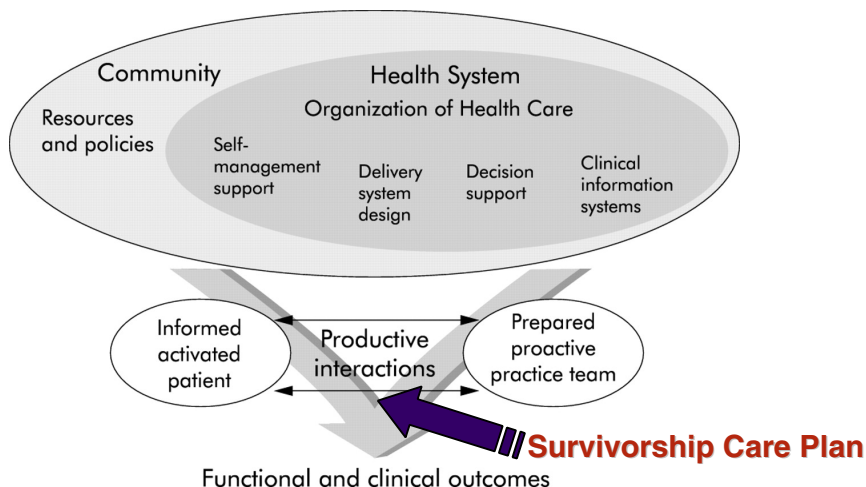 Community
Resources
and policies
Health System
Organization of Health Care
Self-
management
support
Delivery
system
design
Decision
support
Clinical
information
systems
Informed
activated
patient
Productive
interactions
Prepared
proactive
practice team
Survivorship Care Plan
Functional and clinical outcomes